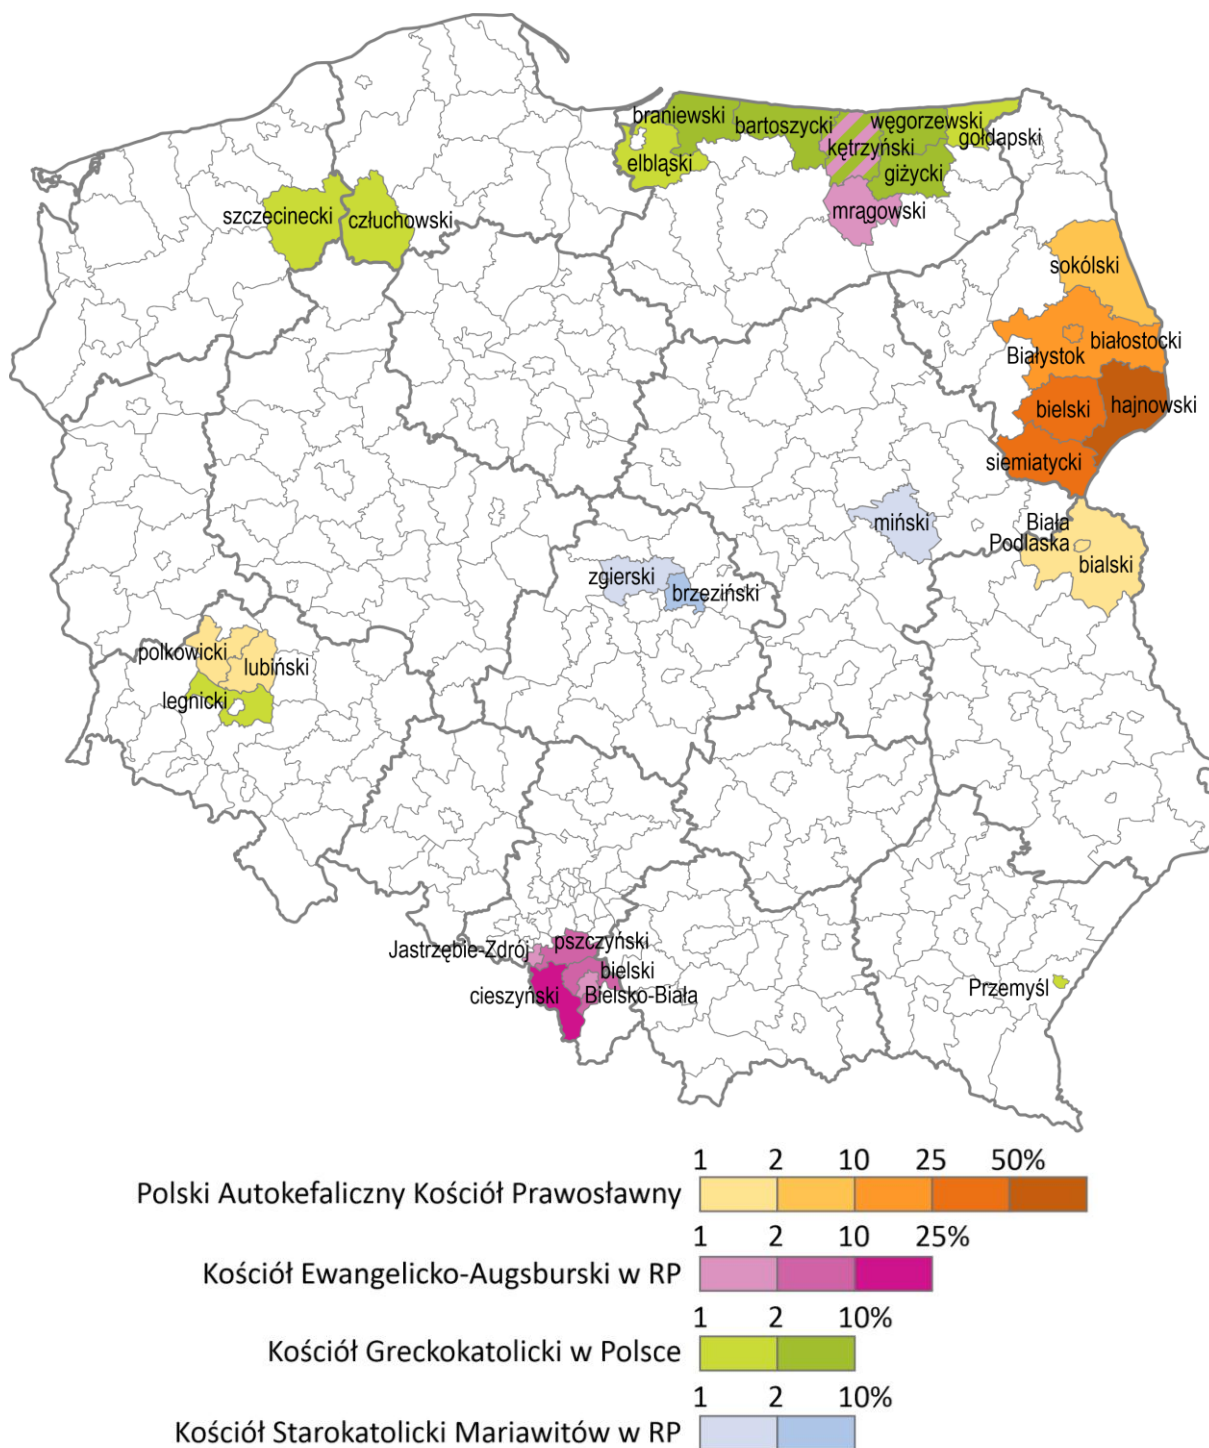 braniewski
bartoszycki
węgorzewski
gołdapski
kętrzyński
elbląski
giżycki
mrągowski
szczecinecki
człuchowski
sokólski
białostocki
Białystok
hajnowski
bielski
siemiatycki
miński
Biała
Podlaska
bialski
zgierski
brzeziński
polkowicki
lubiński
legnicki
pszczyński
Jastrzębie-Zdrój
bielski
cieszyński
Bielsko-Biała
Przemyśl
1 2 10 25 50%
Polski Autokefaliczny Kościół Prawosławny
1 2 10 25%
Kościół Ewangelicko-Augsburski w RP
1 2 10%
Kościół Greckokatolicki w Polsce
1 2 10%
Kościół Starokatolicki Mariawitów w RP